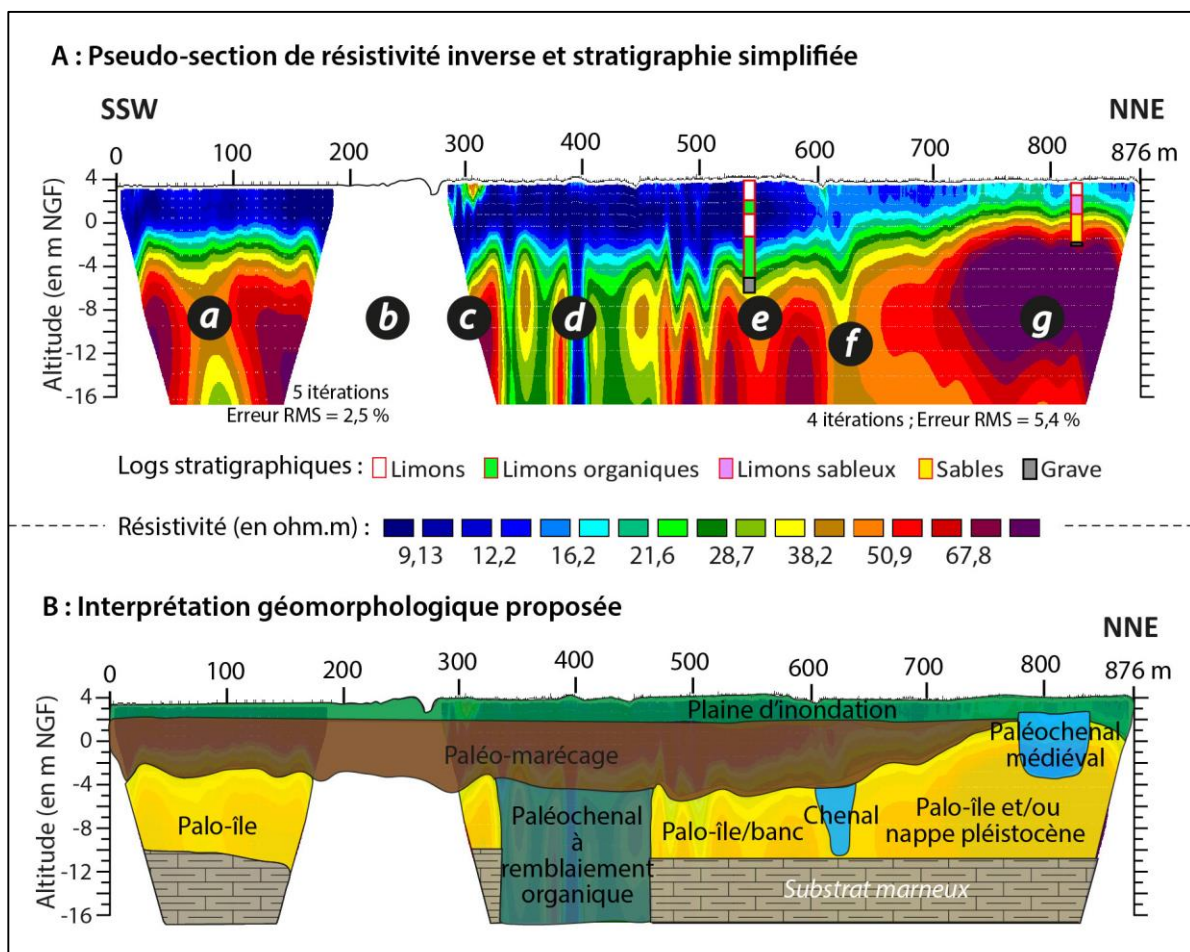 A : Pseudo-section de résistivité inverse et stratigraphie simplifiée
SSW NNE
0 100 200 300 400 500 600 700 800 876 m
Altitude (en m NGF)
4
0
-4
-8
-12
-16
a b c d e f g
5 itérations
Erreur RMS = 2,5 %
4 itérations ; Erreur RMS = 5,4 %
Logs stratigraphiques : Limons Limons organiques Limons sableux Sables Grave
Résistivité (en ohm.m) :
9,13 12,2 16,2 21,6 28,7 38,2 50,9 67,8
B : Interprétation géomorphologique proposée
NNE
0 100 200 300 400 500 600 700 800 876 m
Altitude (en m NGF)
4
0
-4
-8
-12
-16
Plaine d'inondation
Paléo-marécage
Paléochenal
médiéval
Palo-île
Paléochenal
à
remblaiement
organique
Palo-île/banc
Chenal
Palo-île et/ou
nappe pléistocène
Substrat marneux